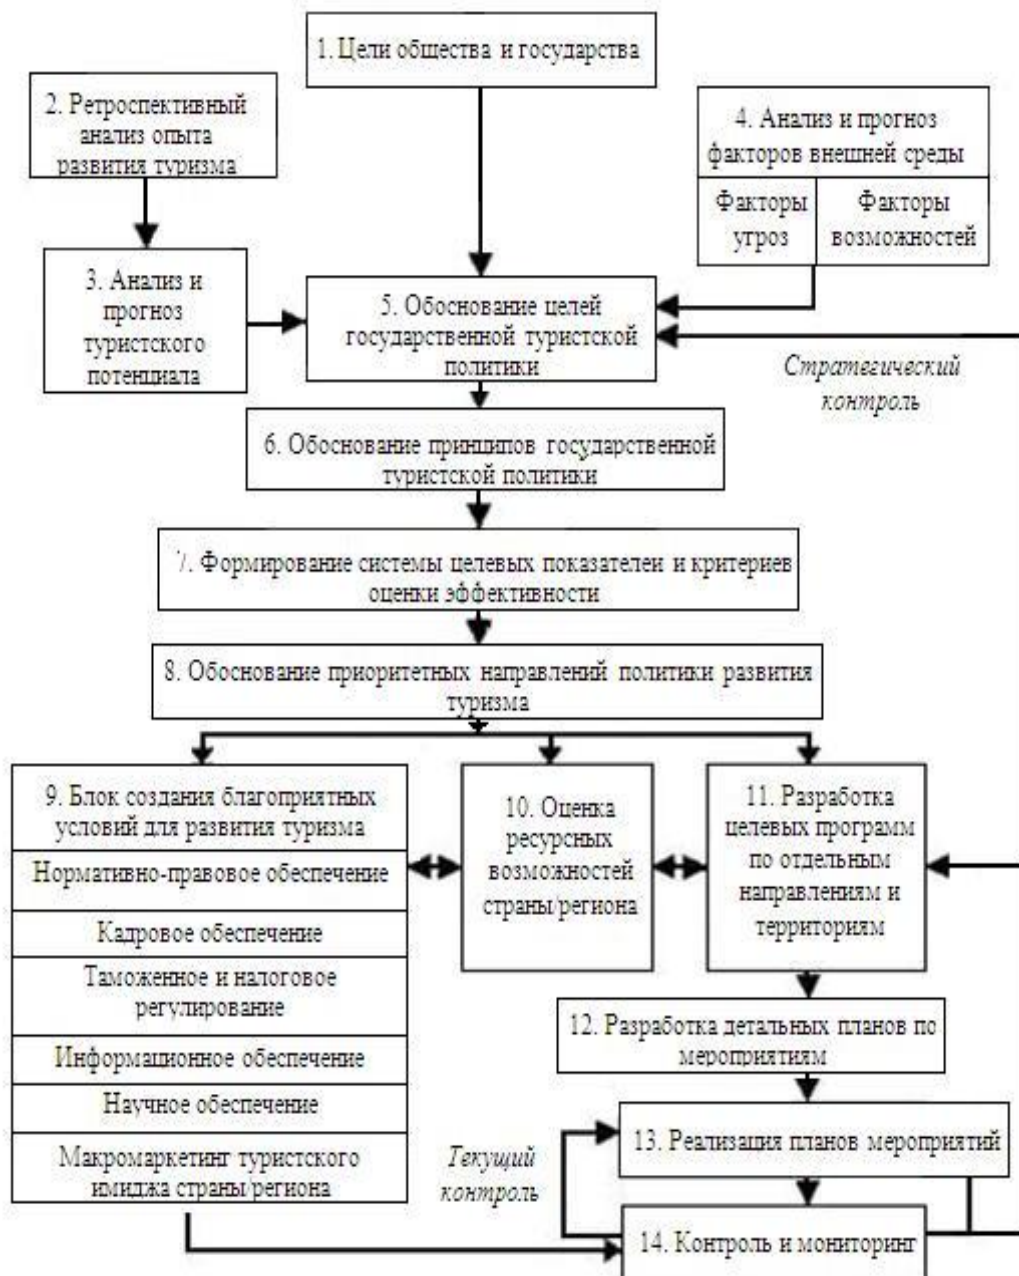 1. Цели общества и государства
2. Ретроспективный
анализ опыта
развития туризма
4. Анализ и прогноз
факторов внешней среды
Факторы
угроз
Факторы
возможностей
3. Анализ и
прогноз
туристского
потенциала
5. Обоснование целей
государственной туристской
политики
Стратегический
контроль
6. Обоснование принципов государственной
туристской политики
7. Формирование системы целевых показателей и критериев
оценки эффективности
8. Обоснование приоритетных направлений политики развития
туризма
9. Блок создания благоприятных
условий для развития туризма
Нормативно-правовое обеспечение
Кадровое обеспечение
Таможенное и налоговое
регулирование
Информационное обеспечение
Научное обеспечение
Макромаркетинг туристского
имиджа страны/региона
10. Оценка
ресурсных
возможностей
страны/региона
11. Разработка
целевых программ
по отдельным
направлениям и
территориям
12. Разработка детальных планов по
мероприятиям
13. Реализация планов мероприятий
Текущий
контроль
14. Контроль и мониторинг